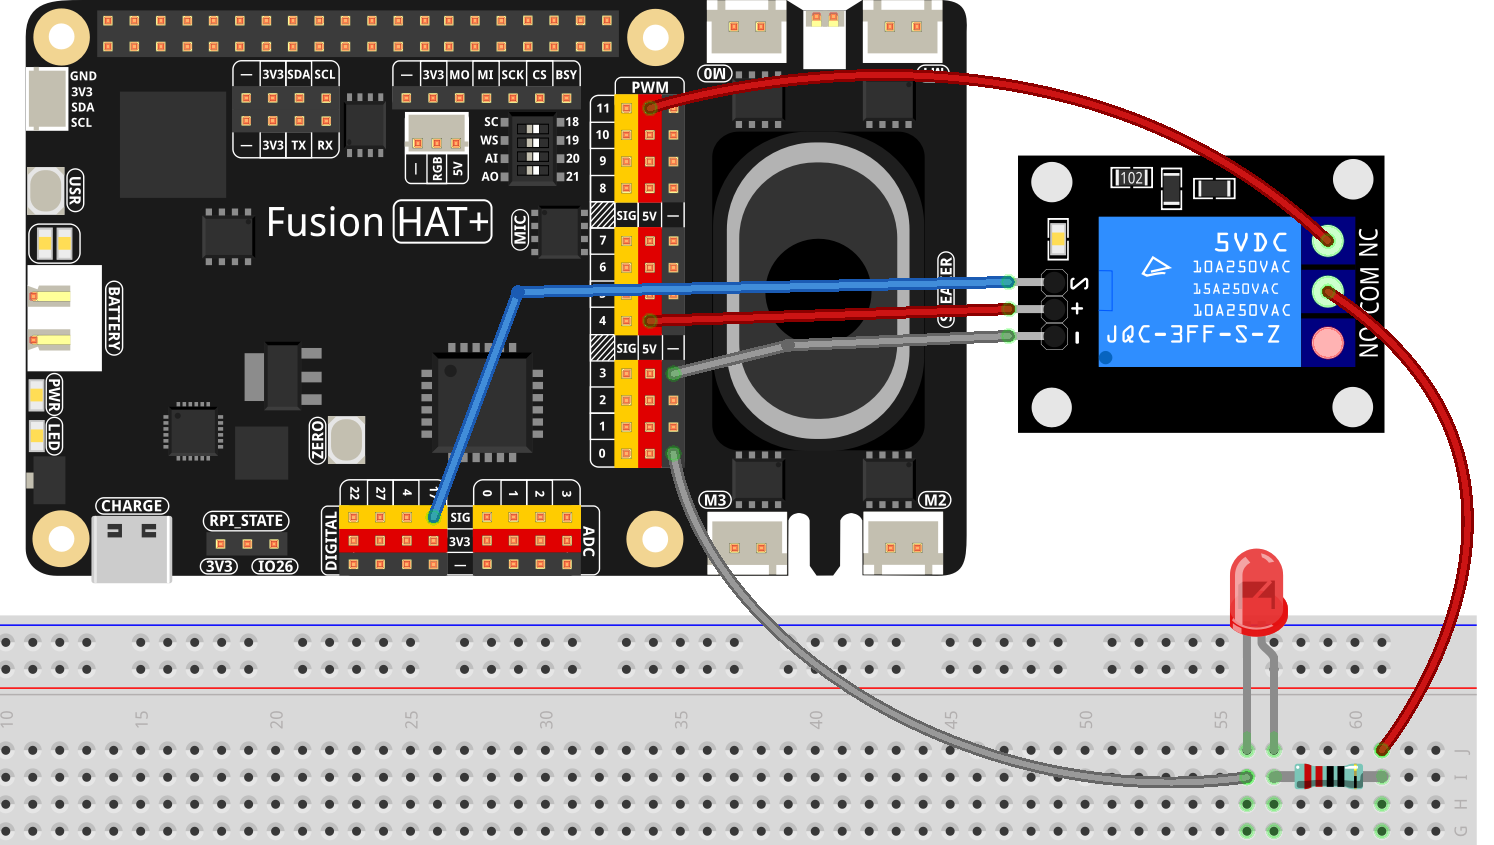 GND
3V3
SDA
SCL
— 3V3 SDA SCL
— 3V3 TX RX
— 3V3 MO MI SCK CS BSY
— RGB 5V
SC 18
WS 19
AI 20
AO 21
PWM
11
10
9
8
SIG 5V —
7
6
4
SIG 5V —
3
2
1
0
M0
USR
Fusion HAT+
MIC
BATTERY
PWR
LED
ZERO
CHARGE
RPI_STATE
3V3 IO26
DIGITAL
22 27 4
0 1 2 3
SIG
3V3
—
ADC
M3
M2
102
S
+
-
5VDC
10A250VAC
15A250VAC
10A250VAC
JQC-3FF-S-Z
NO COM NC
10 15 20 25 30 35 40 45 50 55 60
J
I
H
G